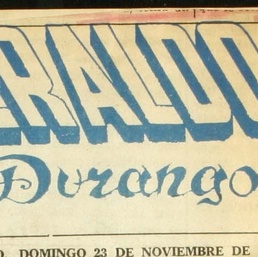 ERALDO
Durango
O, DOMINGO 23 DE NOVIEMBRE DE